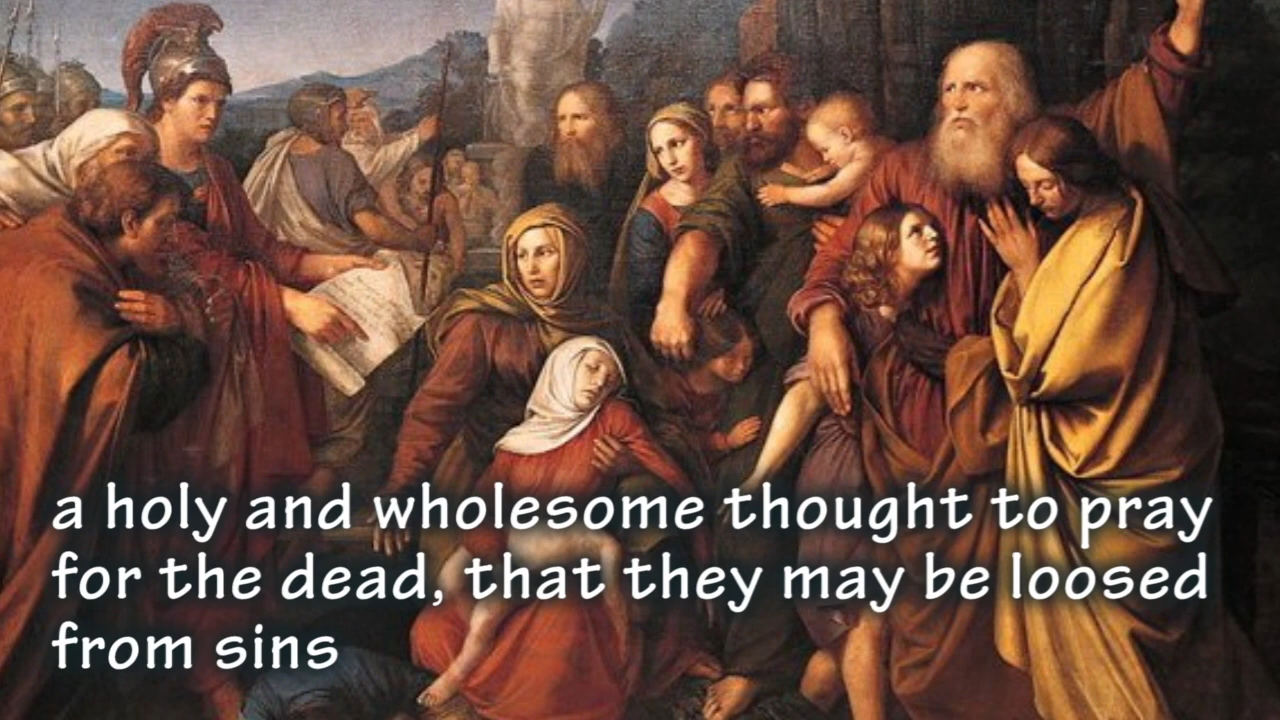 a holy and wholesome thought to pray
for the dead, that they may be loosed
from sins